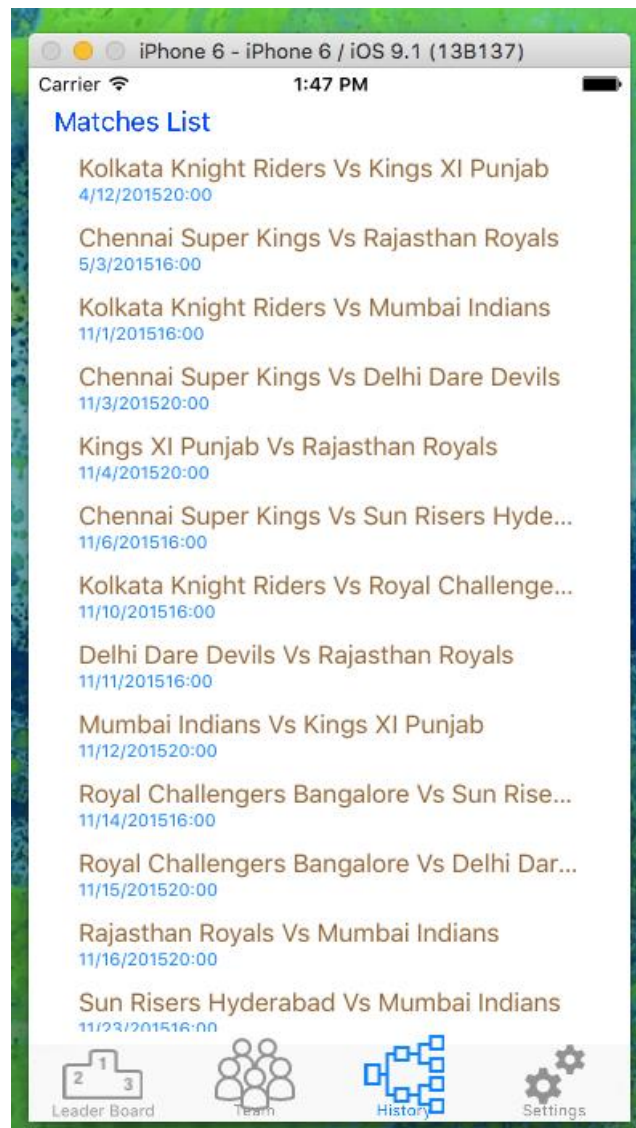 iPhone 6 - iPhone 6 / iOS 9.1 (13B137)
Carrier 1:47 PM
Matches List
Kolkata Knight Riders Vs Kings XI Punjab
4/12/201520:00
Chennai Super Kings Vs Rajasthan Royals
5/3/201516:00
Kolkata Knight Riders Vs Mumbai Indians
11/1/201516:00
Chennai Super Kings Vs Delhi Dare Devils
11/3/201520:00
Kings XI Punjab Vs Rajasthan Royals
11/4/201520:00
Chennai Super Kings Vs Sun Risers Hyde...
11/6/201516:00
Kolkata Knight Riders Vs Royal Challenge...
11/10/201516:00
Delhi Dare Devils Vs Rajasthan Royals
11/11/201516:00
Mumbai Indians Vs Kings XI Punjab
11/12/201520:00
Royal Challengers Bangalore Vs Sun Rise...
11/14/201516:00
Royal Challengers Bangalore Vs Delhi Dar...
11/15/201520:00
Rajasthan Royals Vs Mumbai Indians
11/16/201520:00
Sun Risers Hyderabad Vs Mumbai Indians
11/23/201516:00
2 1 3
Leader Board Team History Settings